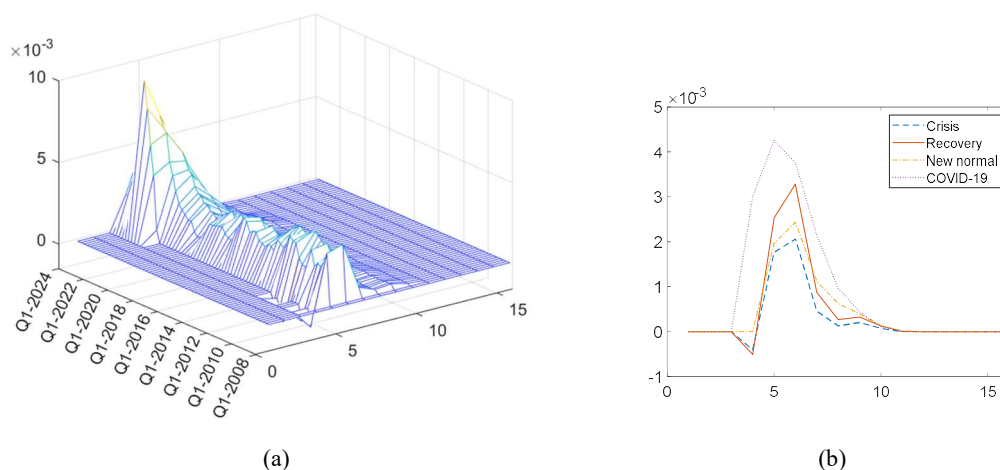 ×10⁻³
10
5
0
Q1-2024
Q1-2022
Q1-2020
Q1-2018
Q1-2016
Q1-2014
Q1-2012
Q1-2010
Q1-2008
0
5
10
15
(a)
×10⁻³
5
4
3
2
1
0
-1
0
5
10
15
Crisis
Recovery
New normal
COVID-19
(b)